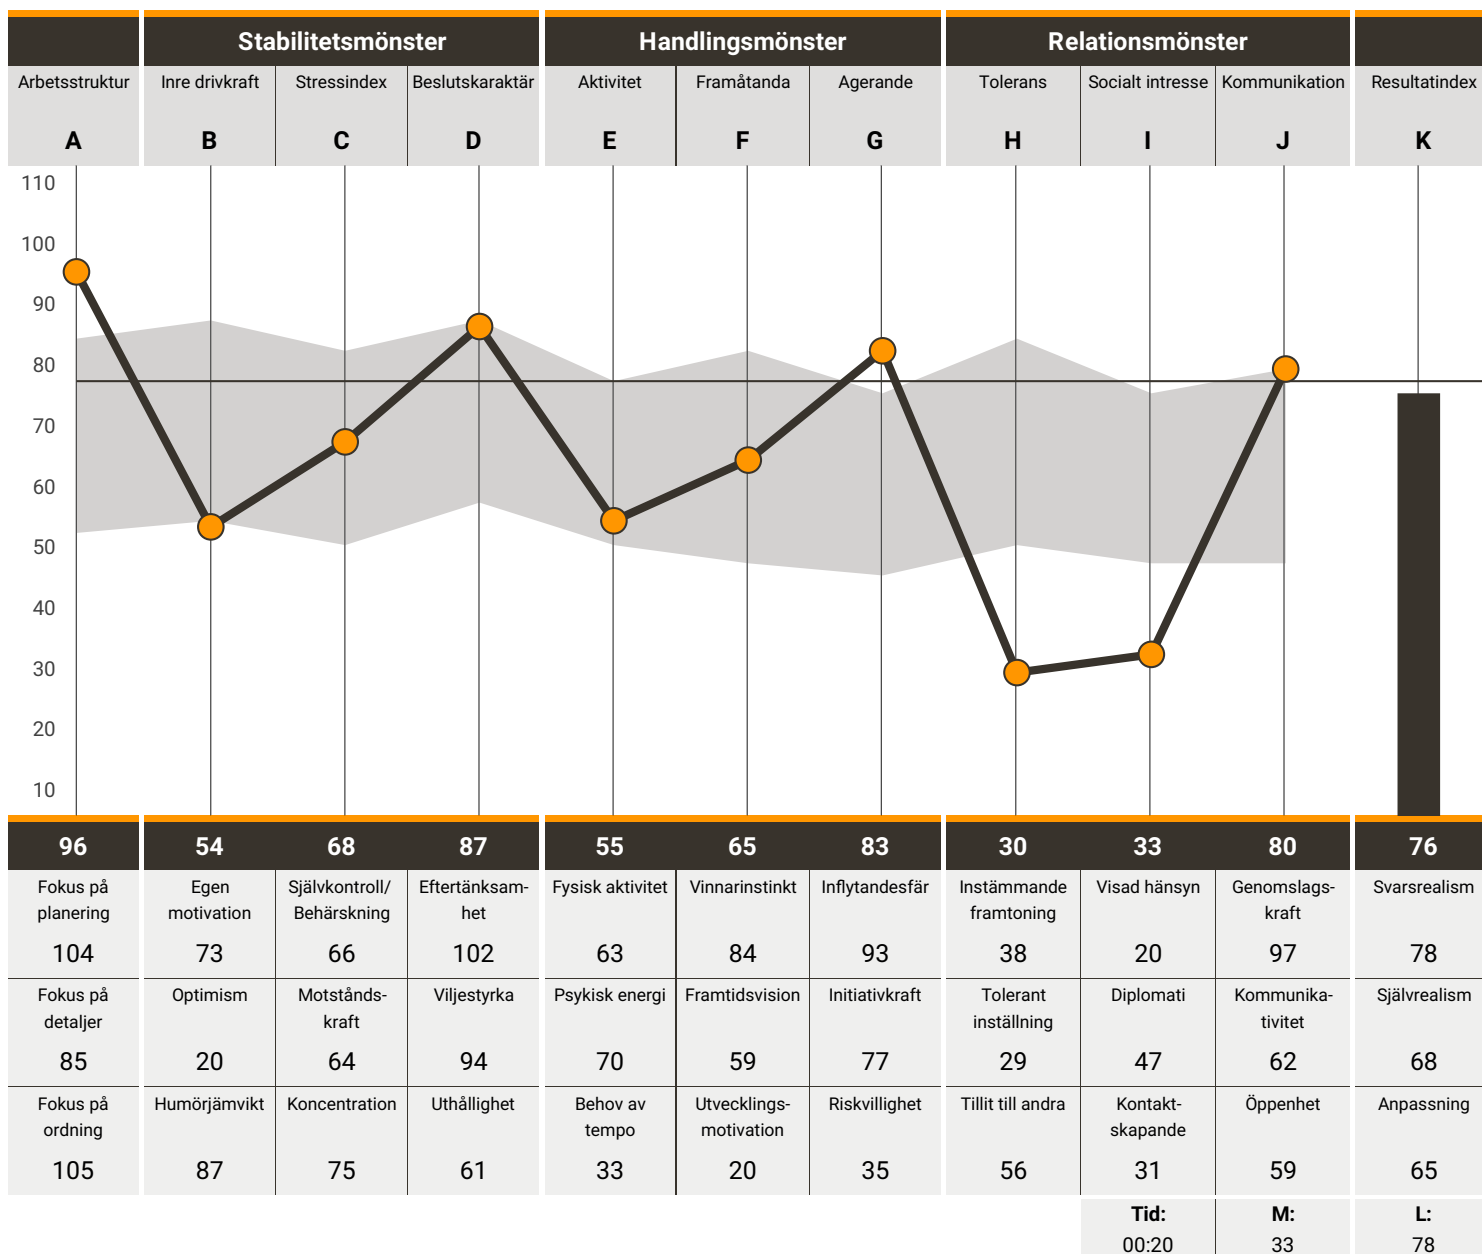 Stabilitetsmönster Handlingsmönster Relationsmönster
Arbetsstruktur Inre drivkraft Stressindex Beslutskaraktär Aktivitet Framåtanda Agerande Tolerans Socialt intresse Kommunikation Resultatindex
A B C D E F G H I J K
110
100
90
80
70
60
50
40
30
20
10
96 54 68 87 55 65 83 30 33 80 76
Fokus på Egen Självkontroll/ Eftertänksam- Fysisk aktivitet Vinnarinstinkt Inflytandesfär Instämmande Visad hänsyn Genomslags- Svarsrealism
planering motivation Behärskning het framtoning kraft
104 73 66 102 63 84 93 38 20 97 78
Fokus på Optimism Motstånds- Viljestyrka Psykisk energi Framtidsvision Initiativkraft Tolerant Diplomati Kommunika- Självrealism
detaljer kraft inställning tivitet
85 20 64 94 70 59 77 29 47 62 68
Fokus på Humörjämvikt Koncentration Uthållighet Behov av Utvecklings- Riskvillighet Tillit till andra Kontakt- Öppenhet Anpassning
ordning tempo motivation skapande
105 87 75 61 33 20 35 56 31 59 65
Tid: M: L:
00:20 33 78